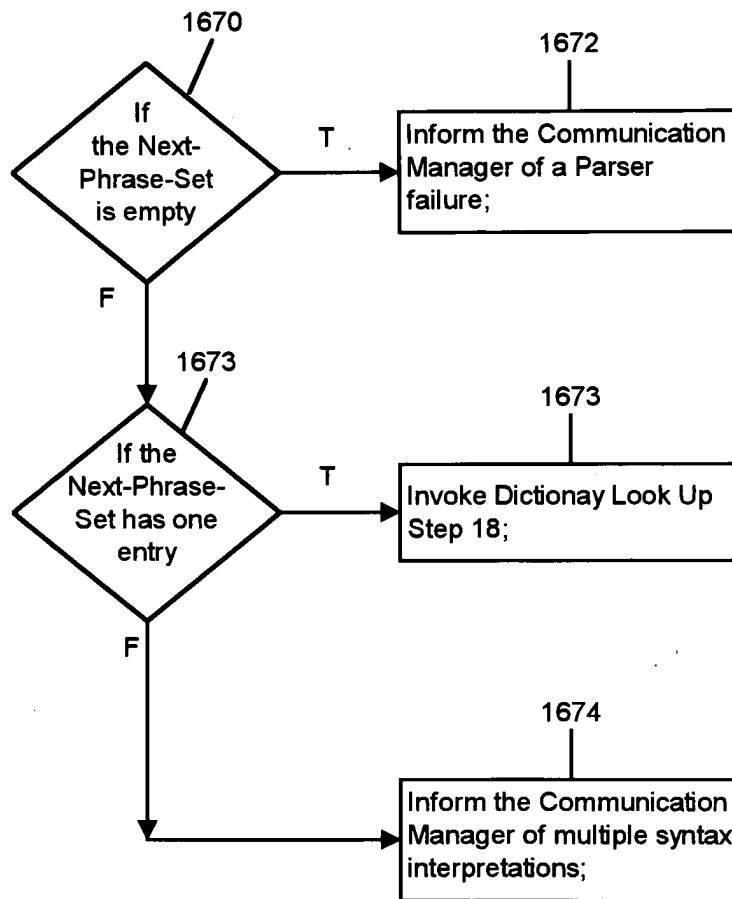 1670
If
the Next-
Phrase-Set
is empty
T
F
1672
Inform the Communication
Manager of a Parser
failure;
1673
If the
Next-Phrase-
Set has one
entry
T
F
1673
Invoke Dictionay Look Up
Step 18;
1674
Inform the Communication
Manager of multiple syntax
interpretations;